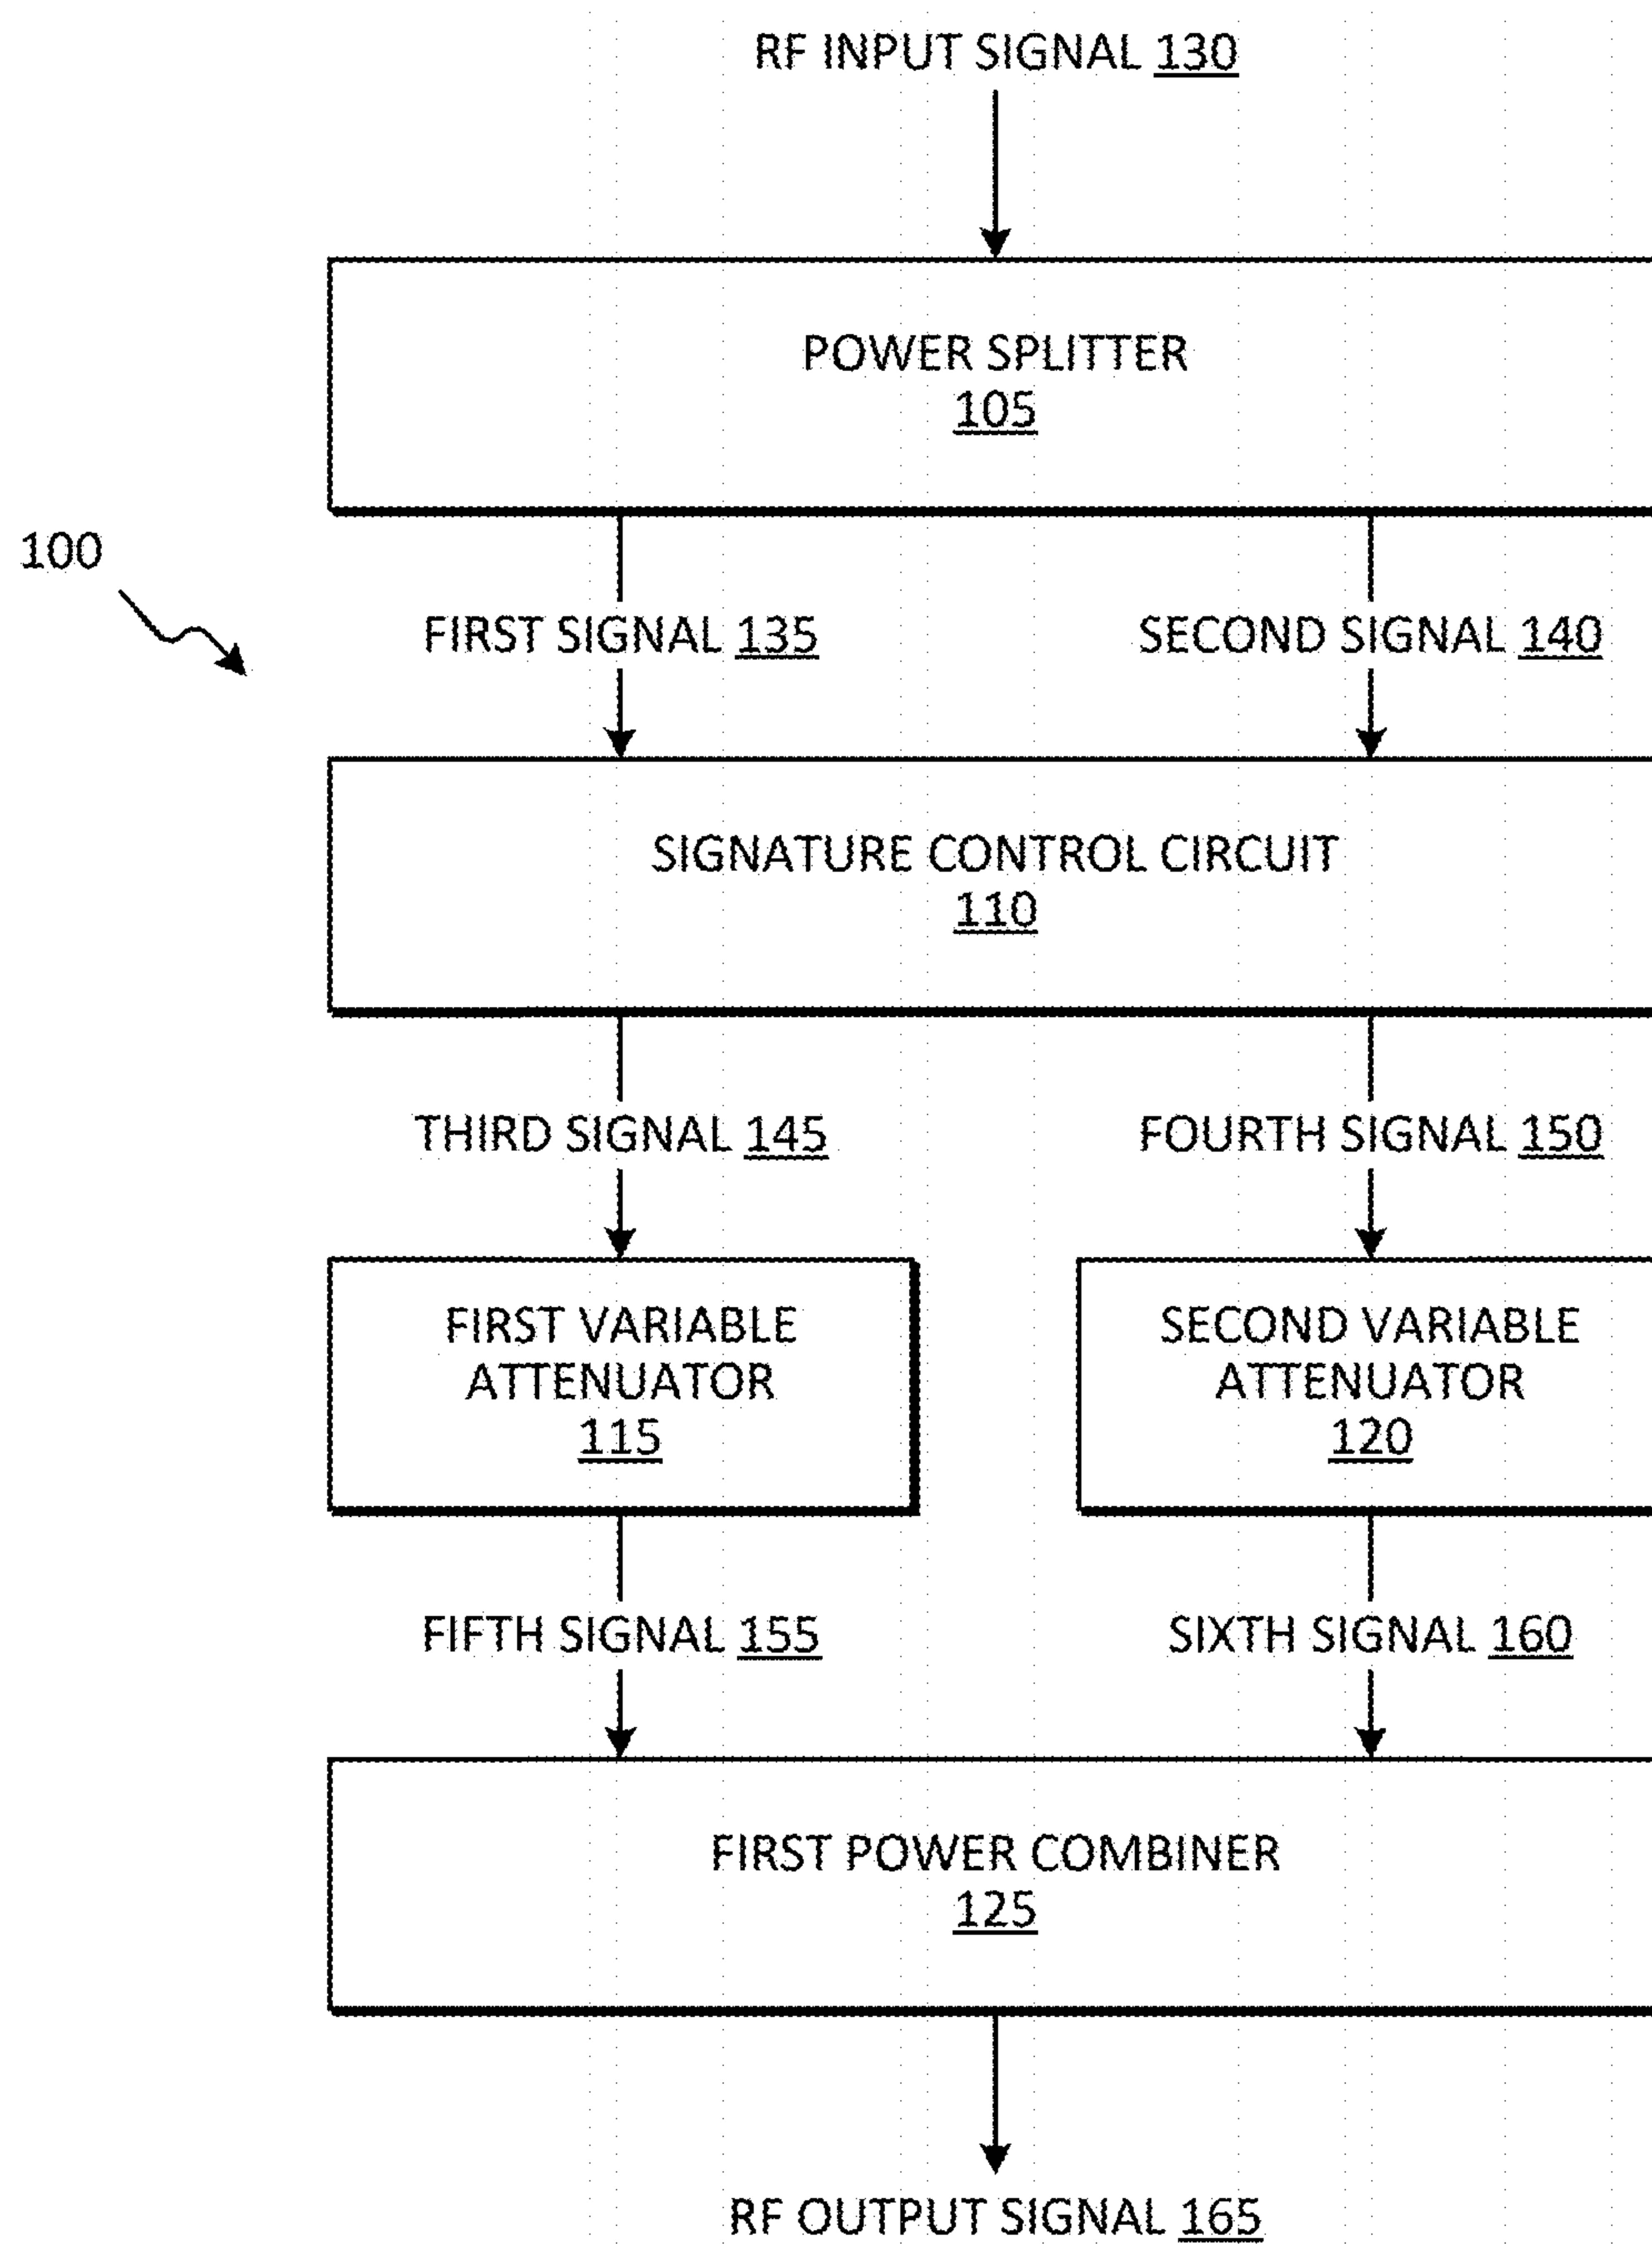 RF INPUT SIGNAL 130
POWER SPLITTER
105
100
FIRST SIGNAL 135
SECOND SIGNAL 140
SIGNATURE CONTROL CIRCUIT
110
THIRD SIGNAL 145
FOURTH SIGNAL 150
FIRST VARIABLE
ATTENUATOR
115
SECOND VARIABLE
ATTENUATOR
120
FIFTH SIGNAL 155
SIXTH SIGNAL 160
FIRST POWER COMBINER
125
RF OUTPUT SIGNAL 165